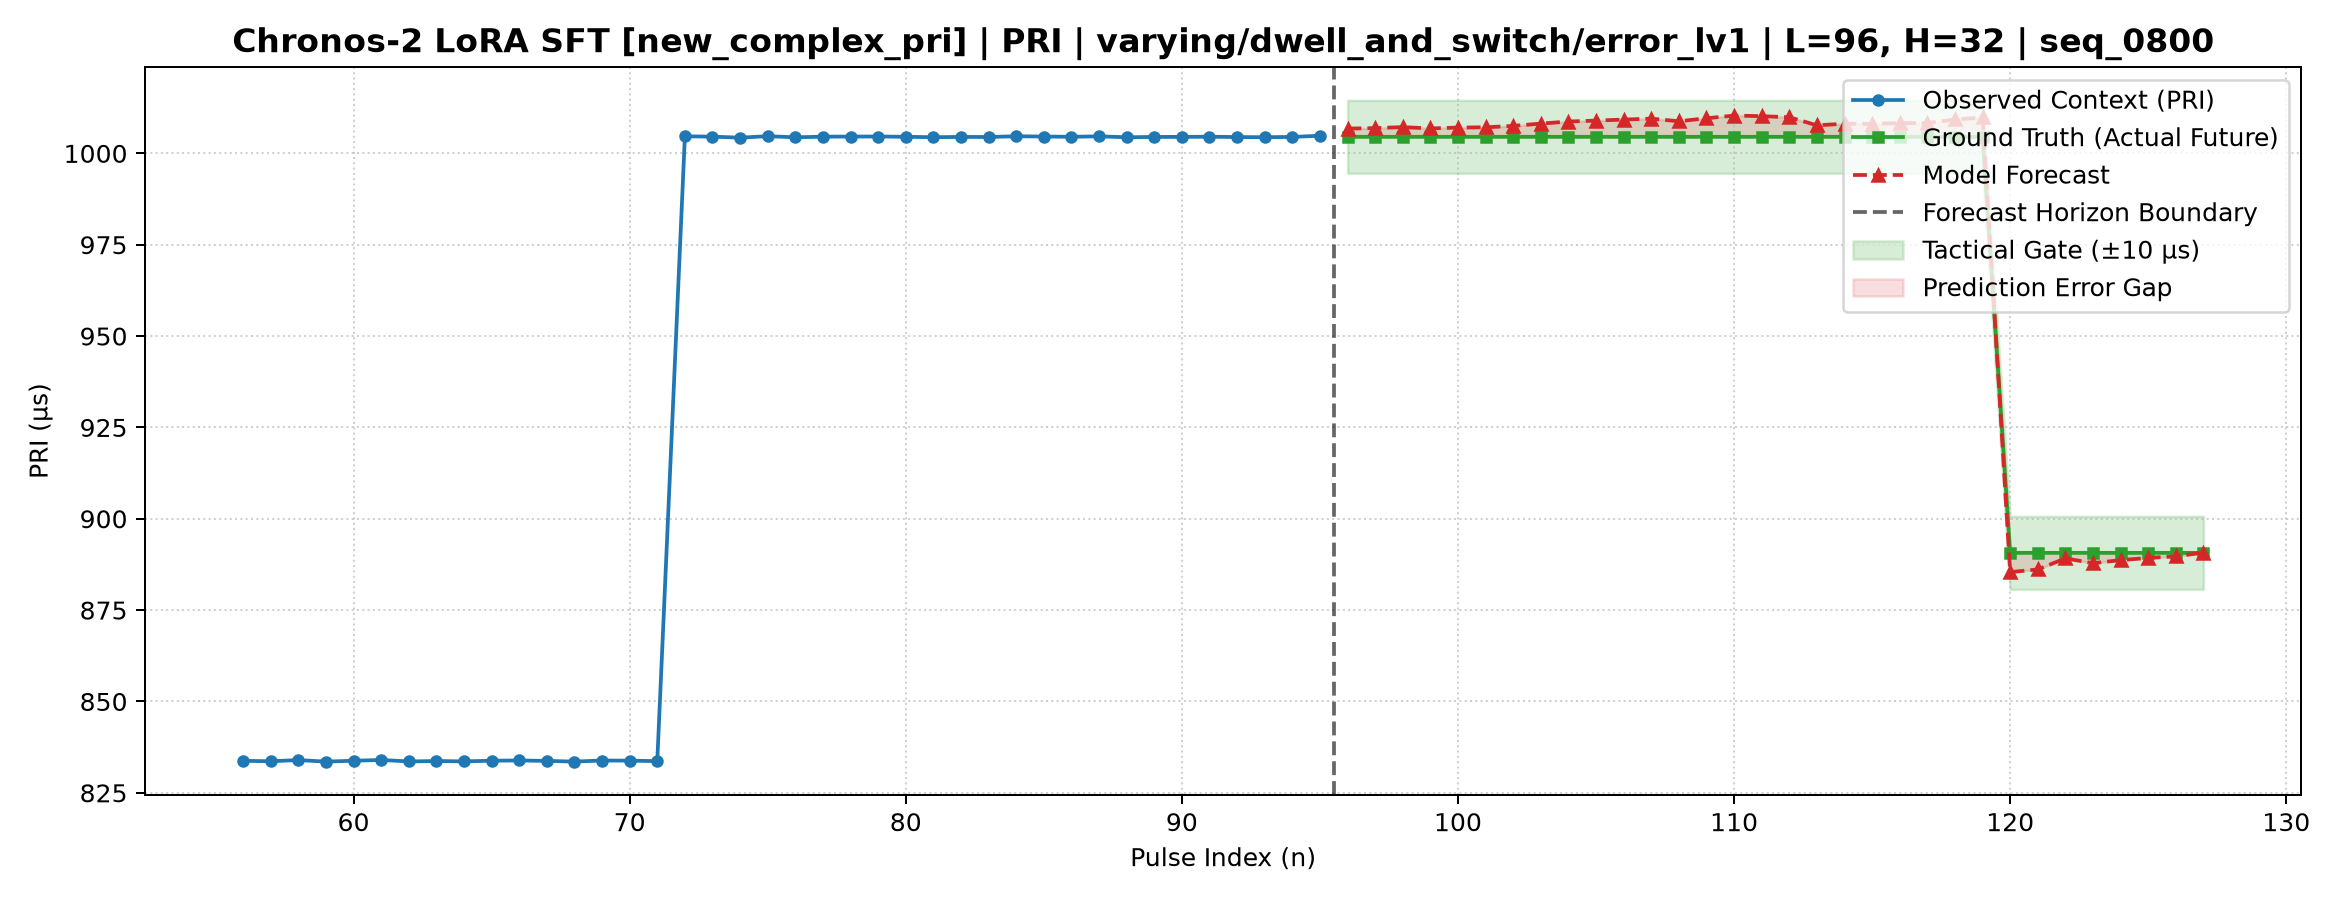 Chronos-2 LoRA SFT [new_complex_pri] | PRI | varying/dwell_and_switch/error_lv1 | L=96, H=32 | seq_0800
Observed Context (PRI)
Ground Truth (Actual Future)
Model Forecast
Forecast Horizon Boundary
Tactical Gate (±10 μs)
Prediction Error Gap
PRI (μs)
1000
975
950
925
900
875
850
825
60 70 80 90 100 110 120 130
Pulse Index (n)